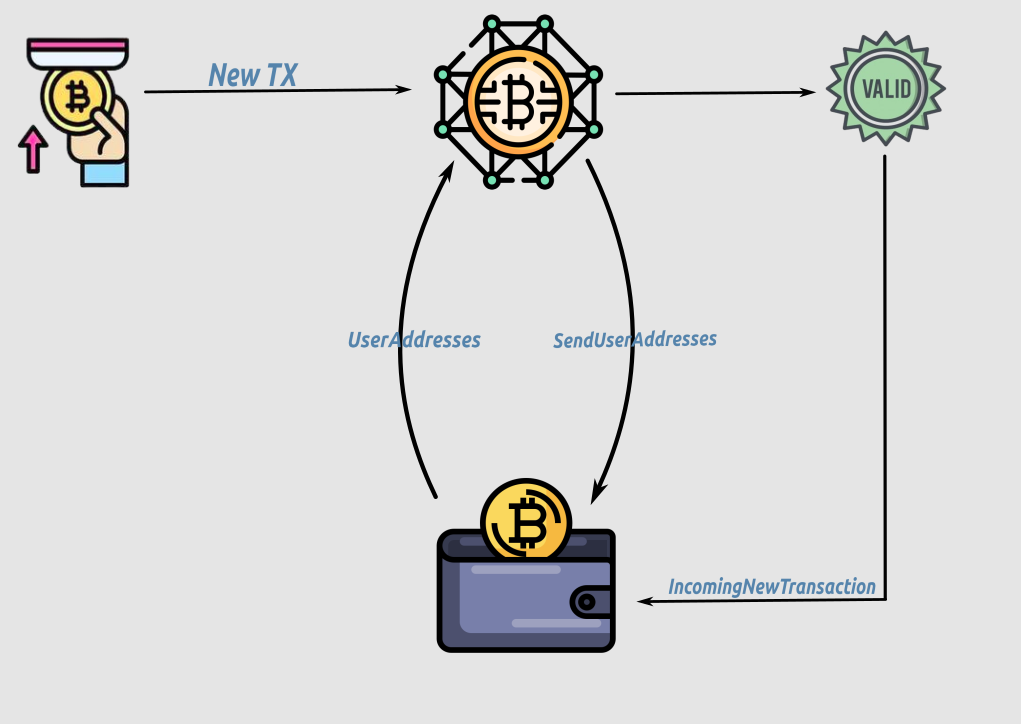 New TX
VALID
UserAddresses
SendUserAddresses
IncomingNewTransaction